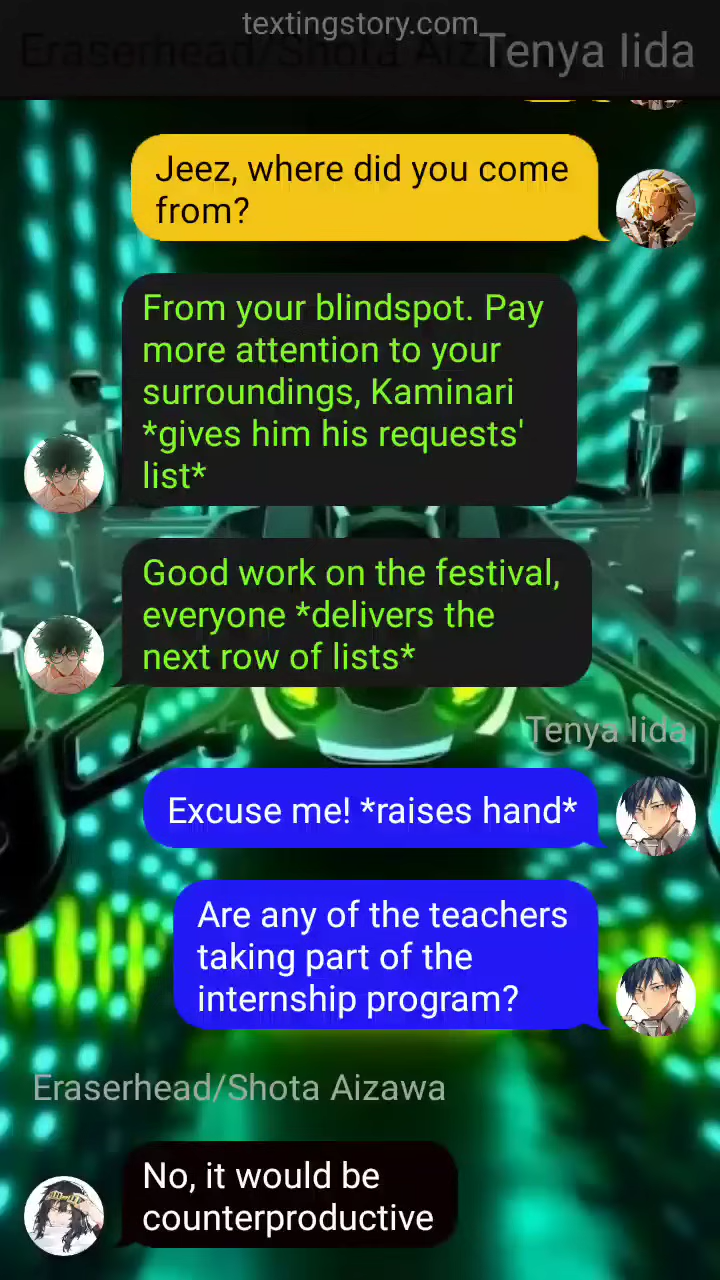 textingstory.com
Eraserhead/Shota Aiz
Tenya Iida
Jeez, where did you come
from?
From your blindspot. Pay
more attention to your
surroundings, Kaminari
*gives him his requests'
list*
Good work on the festival,
everyone *delivers the
next row of lists*
Tenya Iida
Excuse me! *raises hand*
Are any of the teachers
taking part of the
internship program?
Eraserhead/Shota Aizawa
No, it would be
counterproductive